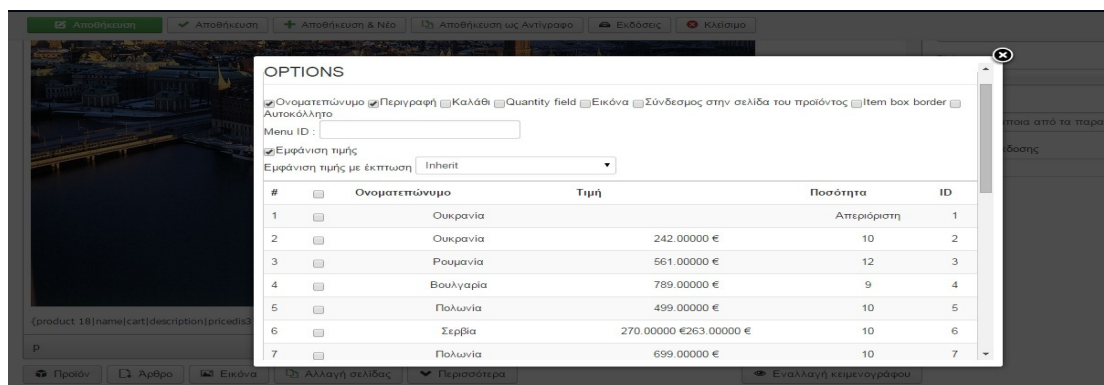 Αποθήκευση Αποθήκευση Αποθήκευση & Νέο Αποθήκευση ως Αντίγραφο Εκδόσεις Κλείσιμο
OPTIONS
Ονοματεπώνυμο Περιγραφή Καλάθι Quantity field Εικόνα Σύνδεσμος στην σελίδα του προϊόντος Item box border
Αυτοκόλλητο
Menu ID :
Εμφάνιση τιμής
Εμφάνιση τιμής με έκπτωση Inherit
# Ονοματεπώνυμο Τιμή Ποσότητα ID
1 Ουκρανία Απεριόριστη 1
2 Ουκρανία 242.00000 € 10 2
3 Ρουμανία 561.00000 € 12 3
4 Βουλγαρία 789.00000 € 9 4
5 Πολωνία 499.00000 € 10 5
6 Σερβία 270.00000 €263.00000 € 10 6
7 Πολωνία 699.00000 € 10 7
από τα
{product 18|name|cart|description|pricedis3
p
Προϊόν Άρθρο Εικόνα Αλλαγή σελίδας Περισσότερα Εναλλαγή κειμενογράφου